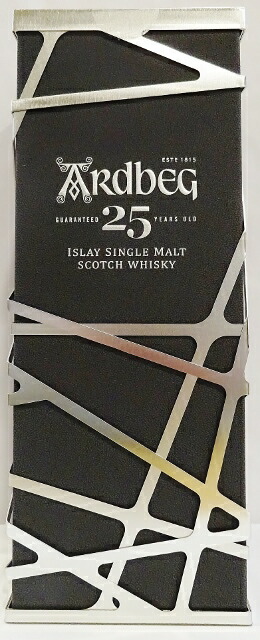 ESTD 1815
ARDBEG
GUARANTEED 25 YEARS OLD
ISLAY SINGLE MALT
SCOTCH WHISKY